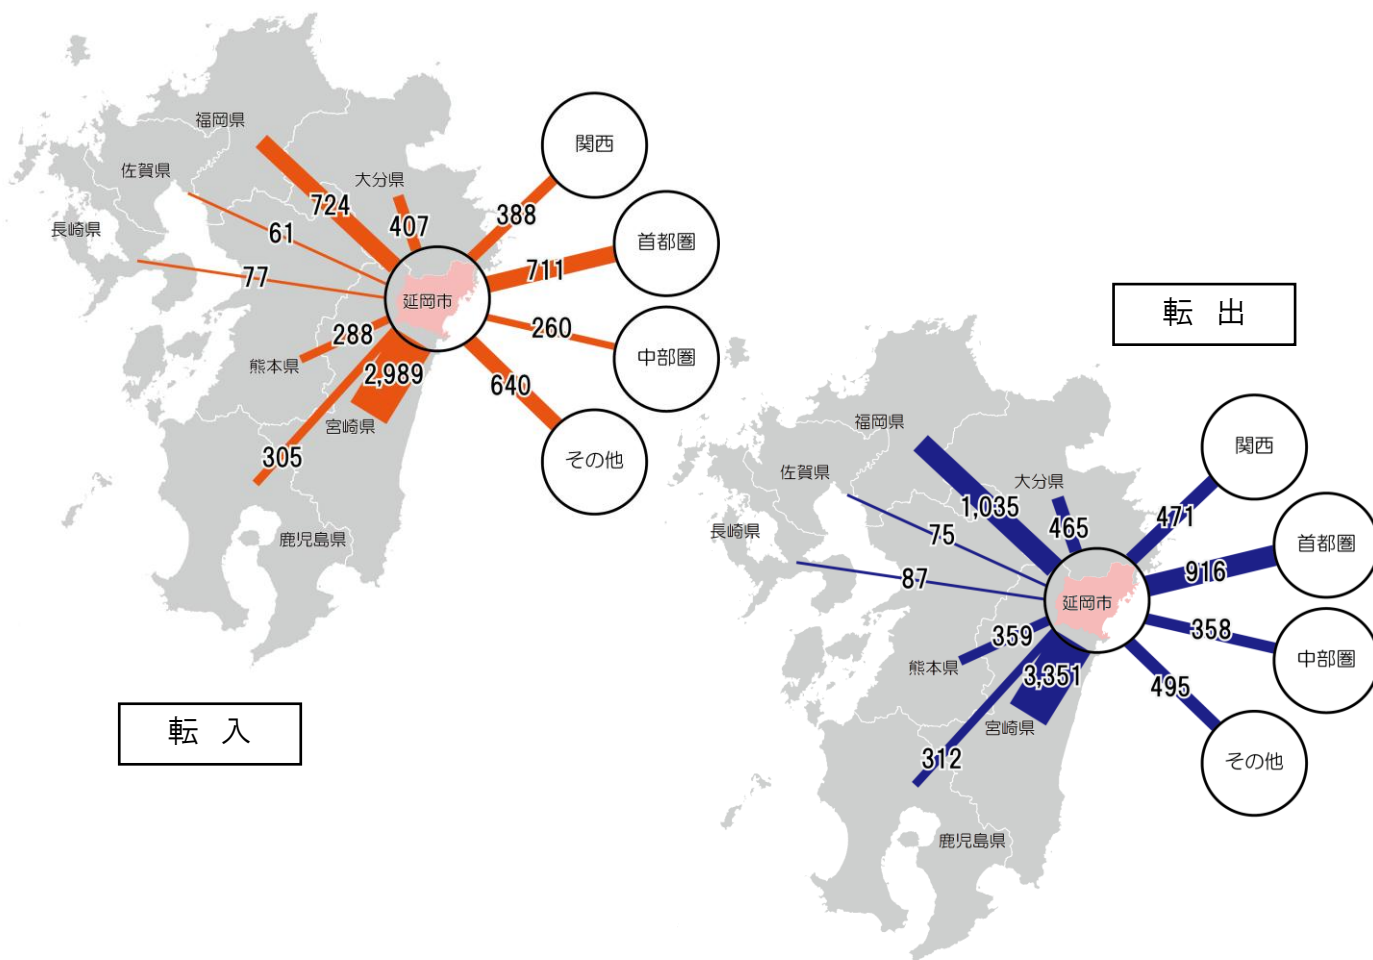 福岡県
佐賀県
長崎県
大分県
熊本県
宮崎県
鹿児島県
延岡市
関西
首都圏
中部圏
その他
724
61
77
407
388
711
260
640
288
2,989
305
転 入
転 出
福岡県
佐賀県
長崎県
大分県
熊本県
宮崎県
鹿児島県
延岡市
関西
首都圏
中部圏
その他
1,035
75
87
465
471
916
358
495
359
3,351
312